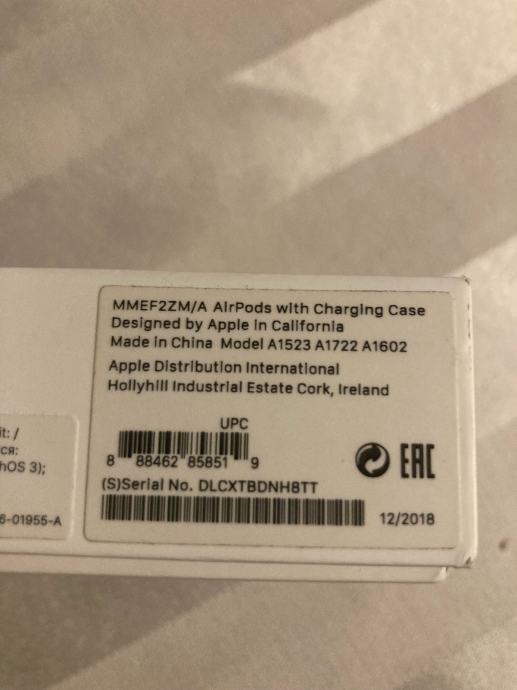 MMEF2ZM/A AirPods with Charging Case
Designed by Apple in California
Made in China Model A1523 A1722 A1602
Apple Distribution International
Hollyhill Industrial Estate Cork, Ireland
UPC
8 88462 85851 9
(S)Serial No. DLCXTBDNH8TT
12/2018
EAC
it: /
ся:
hOS 3);
6-01955-A